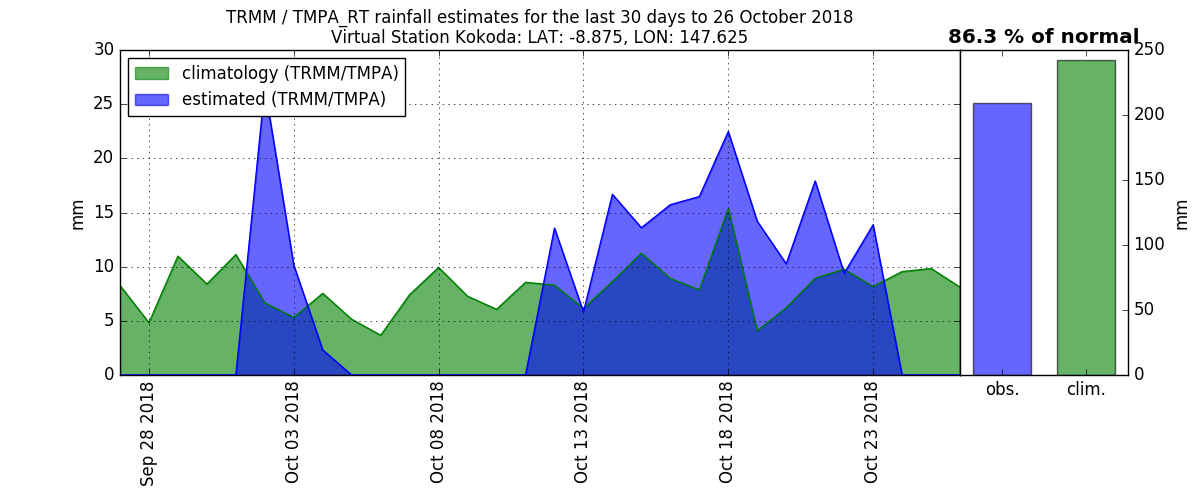 TRMM / TMPA_RT rainfall estimates for the last 30 days to 26 October 2018
Virtual Station Kokoda: LAT: -8.875, LON: 147.625
86.3 % of normal
climatology (TRMM/TMPA)
estimated (TRMM/TMPA)
30
25
20
15
10
5
0
mm
Sep 28 2018
Oct 03 2018
Oct 08 2018
Oct 13 2018
Oct 18 2018
Oct 23 2018
obs.
clim.
250
200
150
100
50
0
mm